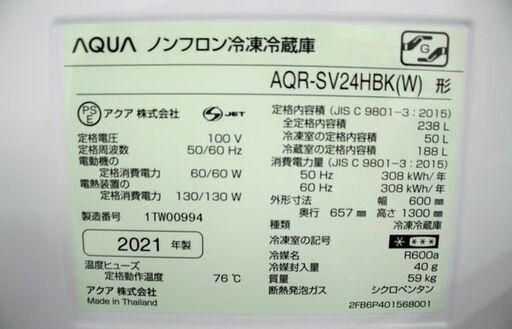 AQUA ノンフロン冷凍冷蔵庫
G
AQR-SV24HBK(W) 形
PS E アクア 株式会社 S JET
定格電圧 100 V
定格周波数 50/60 Hz
電動機の
定格消費電力 60/60 W
電熱装置の
定格消費電力 130/130 W
製造番号 1TW00994
2021 年製
温度ヒューズ
定格動作温度 76℃
アクア 株式会社
Made in Thailand
定格内容積 (JIS C 9801-3:2015)
全定格内容積 238 L
冷凍室の定格内容積 50 L
冷蔵室の定格内容積 188 L
消費電力量 (JIS C 9801-3:2015)
50 Hz 308 kWh/年
60 Hz 308 kWh/年
外形寸法 幅 600 mm
奥行 657 mm 高さ 1300 mm
種類 冷凍冷蔵庫
冷凍室の記号 * ***
冷媒名 R600a
冷媒封入量 40 g
質量 59 kg
断熱発泡ガス シクロペンタン
2FB6P401568001